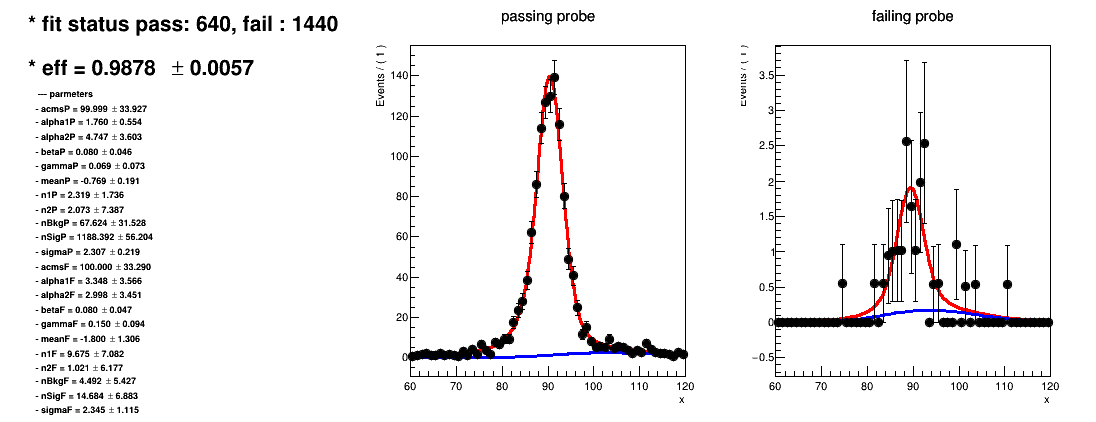 * fit status pass: 640, fail : 1440
* eff = 0.9878 ± 0.0057
--- parmeters
- acmsP = 99.999 ± 33.927
- alpha1P = 1.760 ± 0.554
- alpha2P = 4.747 ± 3.603
- betaP = 0.080 ± 0.046
- gammaP = 0.069 ± 0.073
- meanP = -0.769 ± 0.191
- n1P = 2.319 ± 1.736
- n2P = 2.073 ± 7.387
- nBkgP = 67.624 ± 31.528
- nSigP = 1188.392 ± 56.204
- sigmaP = 2.307 ± 0.219
- acmsF = 100.000 ± 33.290
- alpha1F = 3.348 ± 3.566
- alpha2F = 2.998 ± 3.451
- betaF = 0.080 ± 0.047
- gammaF = 0.150 ± 0.094
- meanF = -1.800 ± 1.306
- n1F = 9.675 ± 7.082
- n2F = 1.021 ± 6.177
- nBkgF = 4.492 ± 5.427
- nSigF = 14.684 ± 6.883
- sigmaF = 2.345 ± 1.115
passing probe
Events / ( 1 )
140
120
100
80
60
40
20
0
60 70 80 90 100 110 120
x
failing probe
Events / ( 1 )
3.5
3
2.5
2
1.5
1
0.5
0
−0.5
60 70 80 90 100 110 120
x